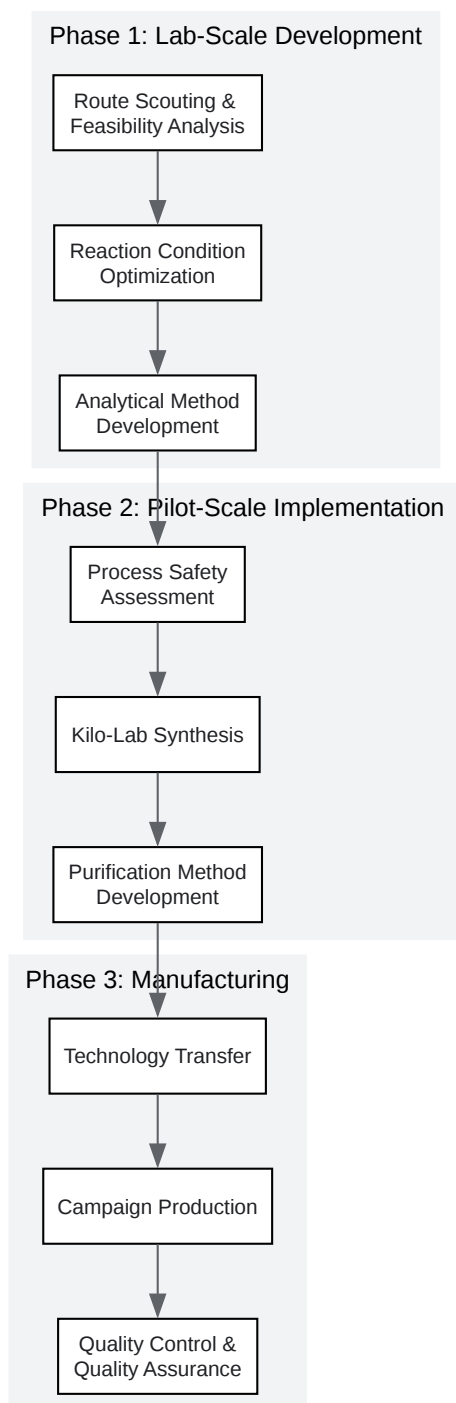 Phase 1: Lab-Scale Development
Route Scouting &
Feasibility Analysis
Reaction Condition
Optimization
Analytical Method
Development
Phase 2: Pilot-Scale Implementation
Process Safety
Assessment
Kilo-Lab Synthesis
Purification Method
Development
Phase 3: Manufacturing
Technology Transfer
Campaign Production
Quality Control &
Quality Assurance